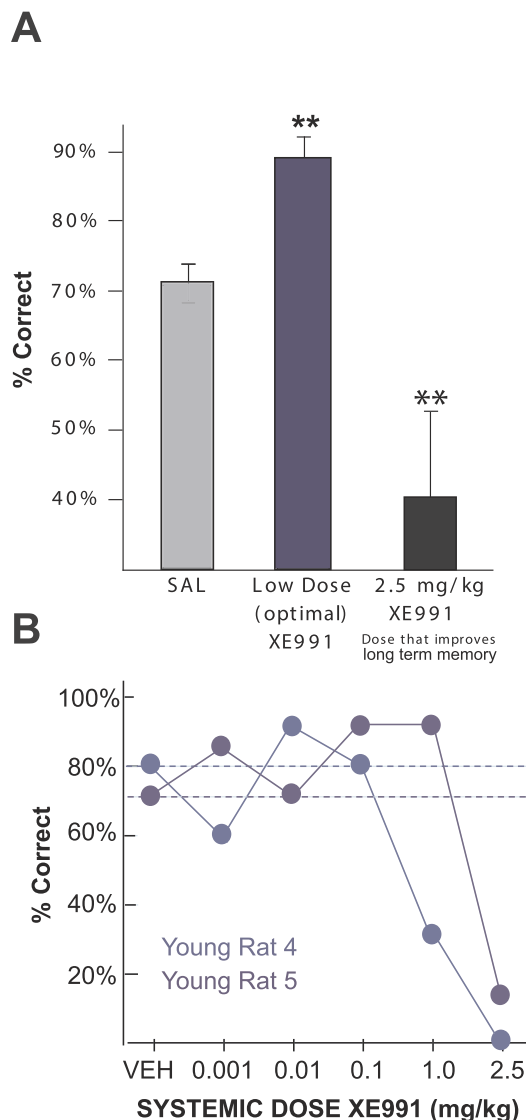 A
**
90%
80%
70%
60%
50%
40%
% Correct
**
SAL
Low Dose
(optimal)
XE991
2.5 mg/kg
XE991
Dose that improves
long term memory
B
100%
80%
60%
40%
20%
% Correct
Young Rat 4
Young Rat 5
VEH 0.001 0.01 0.1 1.0 2.5
SYSTEMIC DOSE XE991 (mg/kg)